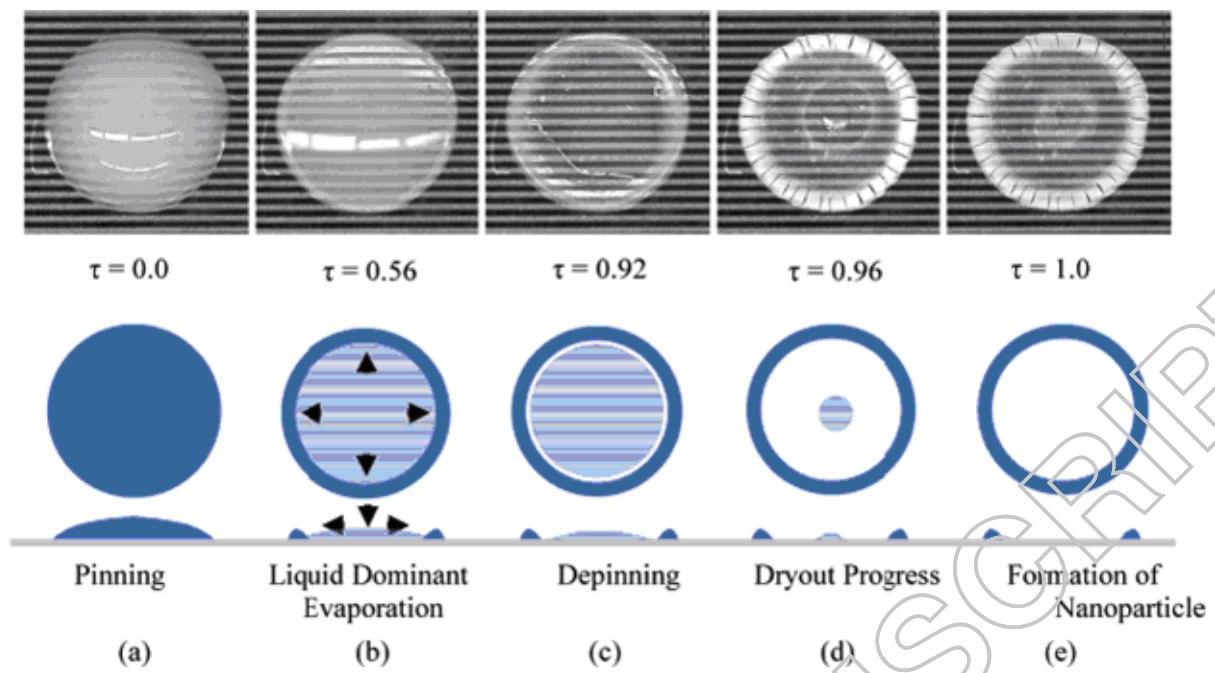 τ = 0.0 τ = 0.56 τ = 0.92 τ = 0.96 τ = 1.0
Pinning Liquid Dominant Depinning Dryout Progress Formation of
Evaporation Nanoparticle
(a) (b) (c) (d) (e)